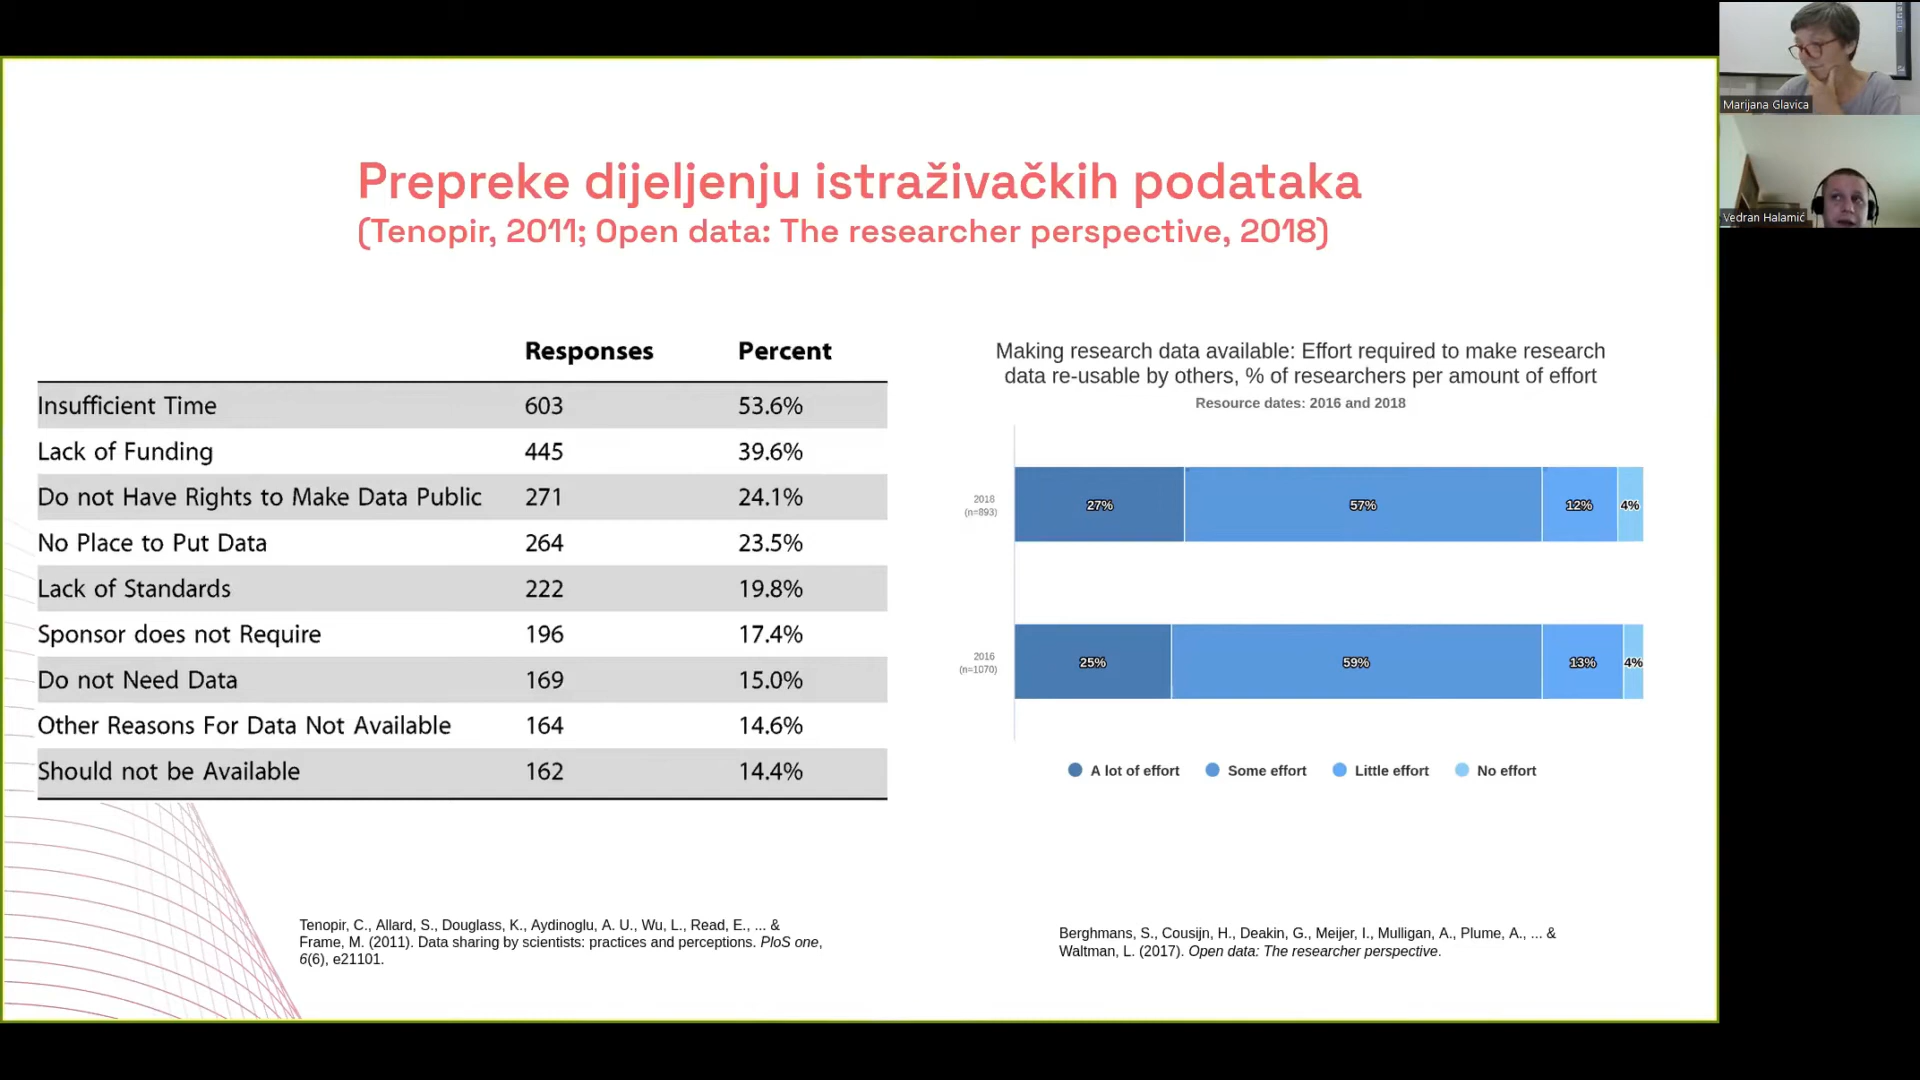 Prepreke dijeljenju istraživačkih podataka
(Tenopir, 2011; Open data: The researcher perspective, 2018)
Responses Percent
Insufficient Time 603 53.6%
Lack of Funding 445 39.6%
Do not Have Rights to Make Data Public 271 24.1%
No Place to Put Data 264 23.5%
Lack of Standards 222 19.8%
Sponsor does not Require 196 17.4%
Do not Need Data 169 15.0%
Other Reasons For Data Not Available 164 14.6%
Should not be Available 162 14.4%
Tenopir, C., Allard, S., Douglass, K., Aydinoglu, A. U., Wu, L., Read, E., ... &
Frame, M. (2011). Data sharing by scientists: practices and perceptions. PloS one,
6(6), e21101.
Making research data available: Effort required to make research
data re-usable by others, % of researchers per amount of effort
Resource dates: 2016 and 2018
2018
(n=893)
27% 57% 12% 4%
2016
(n=1070)
25% 59% 13% 4%
A lot of effort Some effort Little effort No effort
Berghmans, S., Cousijn, H., Deakin, G., Meijer, I., Mulligan, A., Plume, A., ... &
Waltman, L. (2017). Open data: The researcher perspective.
Marijana Glavica
Vedran Halamić